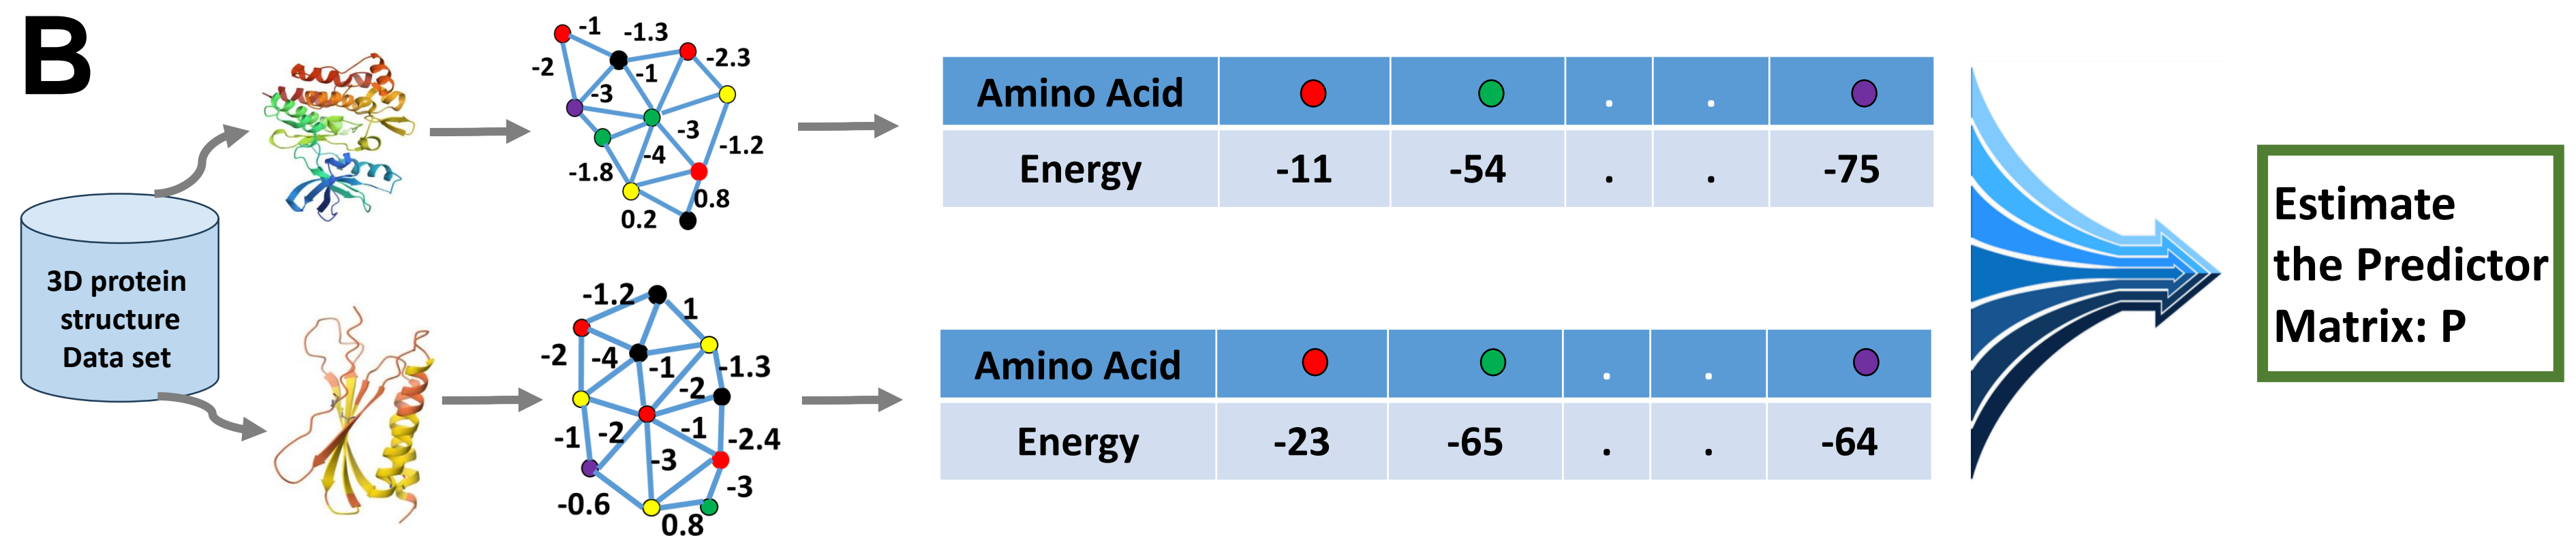 B
3D protein
structure
Data set
-1
-1.3
-2.3
-2
-1
-3
-3
-1.2
-4
-1.8
0.8
0.2
Amino Acid . .
Energy -11 -54 . . -75
-1.2
1
-2
-4
-1
-1.3
-2
-1
-2
-1
-2.4
-3
-3
-0.6
0.8
Amino Acid . .
Energy -23 -65 . . -64
Estimate
the Predictor
Matrix: P